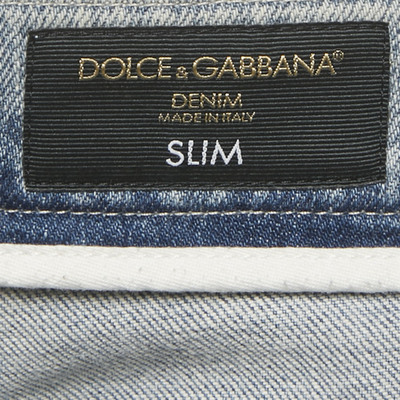 DOLCE & GABBANA®
DENIM
MADE IN ITALY
SLIM